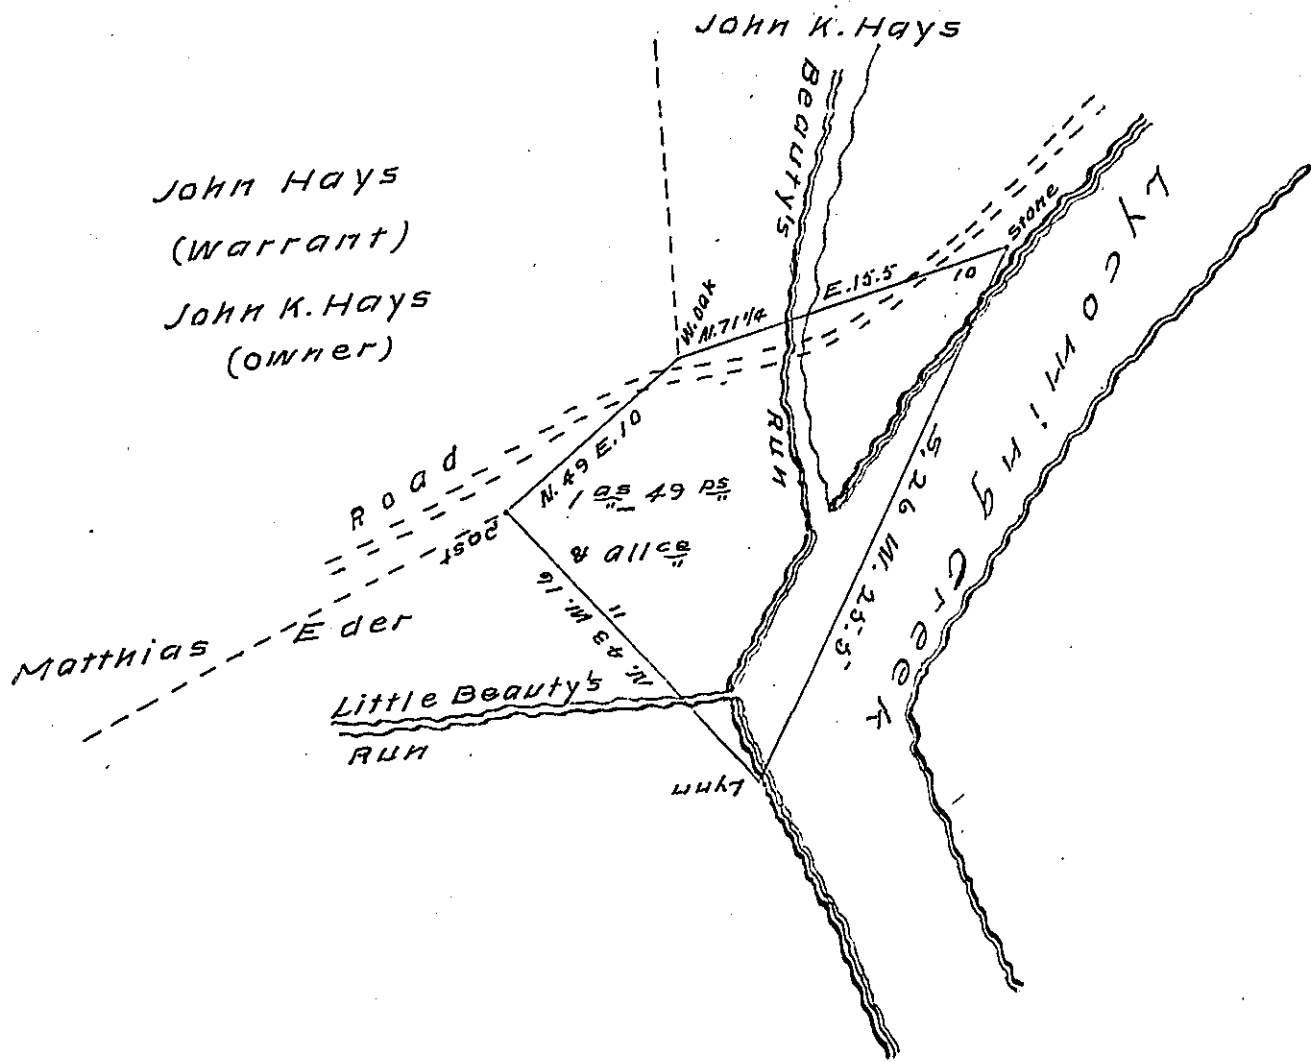 John K. Hays
John Hays
(Warrant)
John K. Hays
(owner)
Beauty's Run
Lycoming Creek
Stone
10
E. 15.5
N. 71 1/4
W. oak
N. 49 E. 10
Road
post
1 as 49 ps
& allce
N. 43 W. 16
11
S. 26 W. 25.5
Matthias Eder
Little Beauty's
Run
Lynn